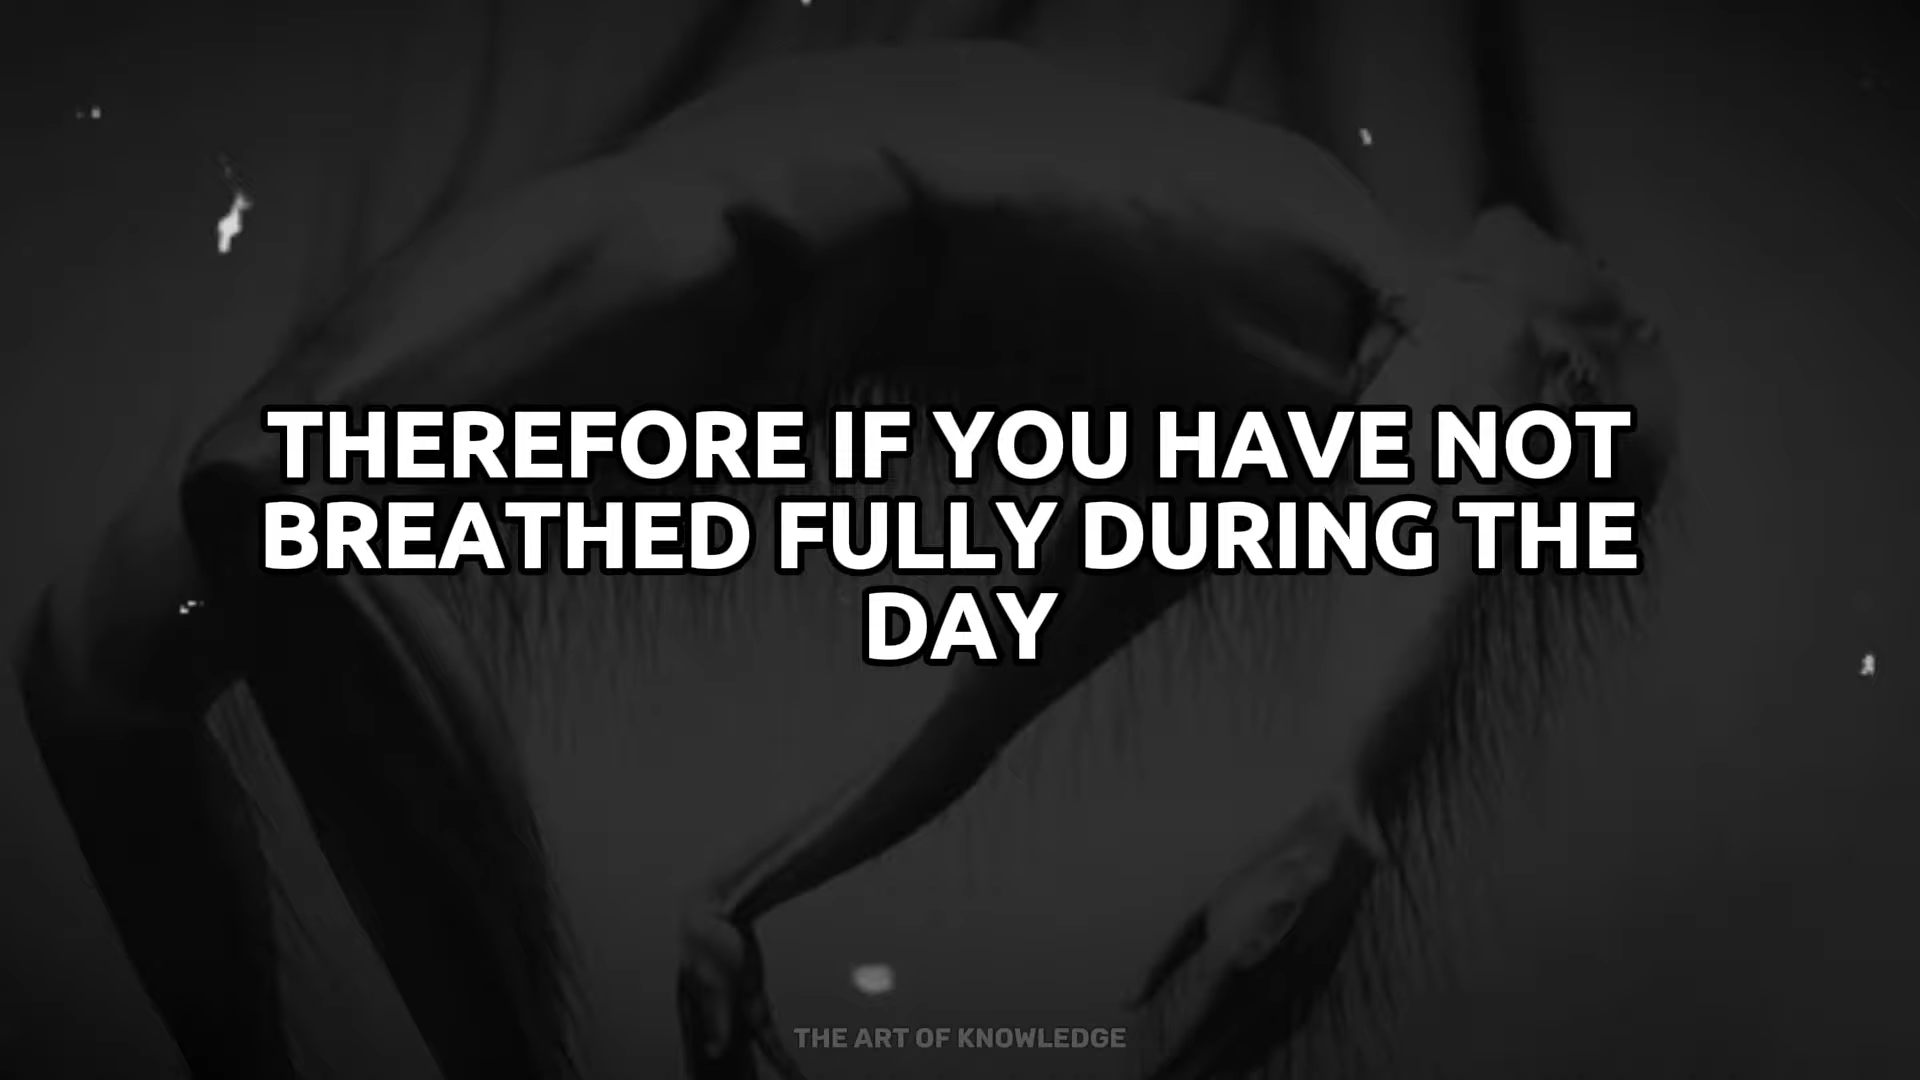 THEREFORE IF YOU HAVE NOT
BREATHED FULLY DURING THE
DAY
THE ART OF KNOWLEDGE